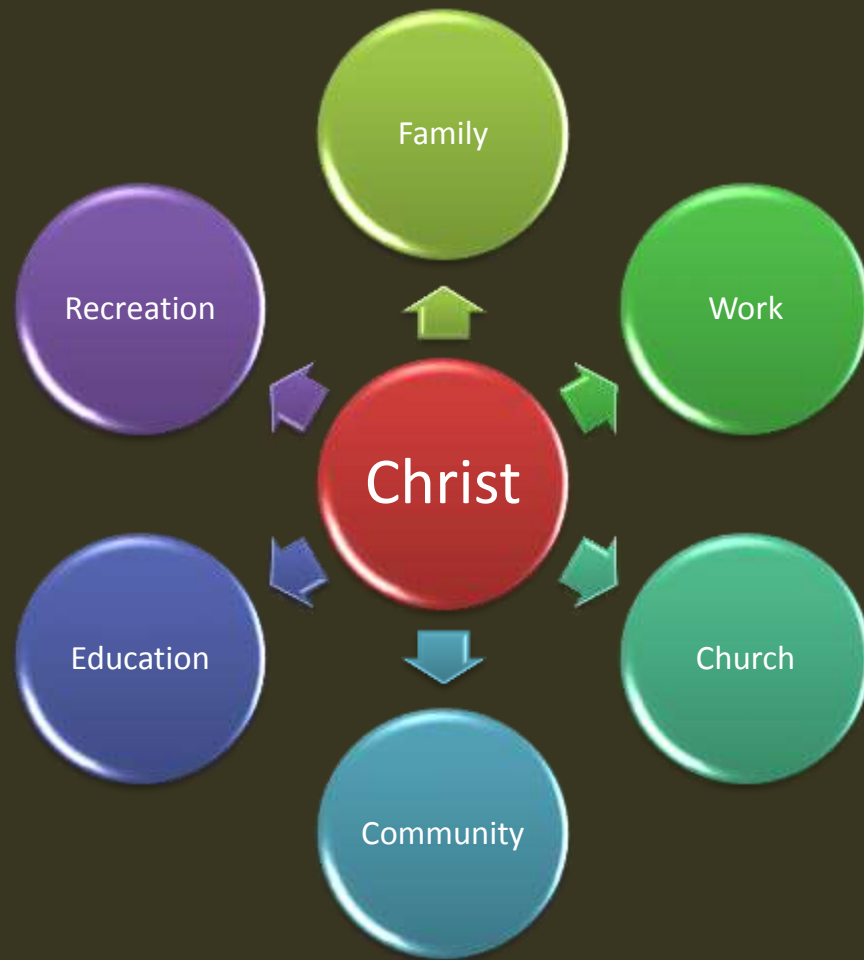 Family
Recreation
Work
Christ
Education
Church
Community